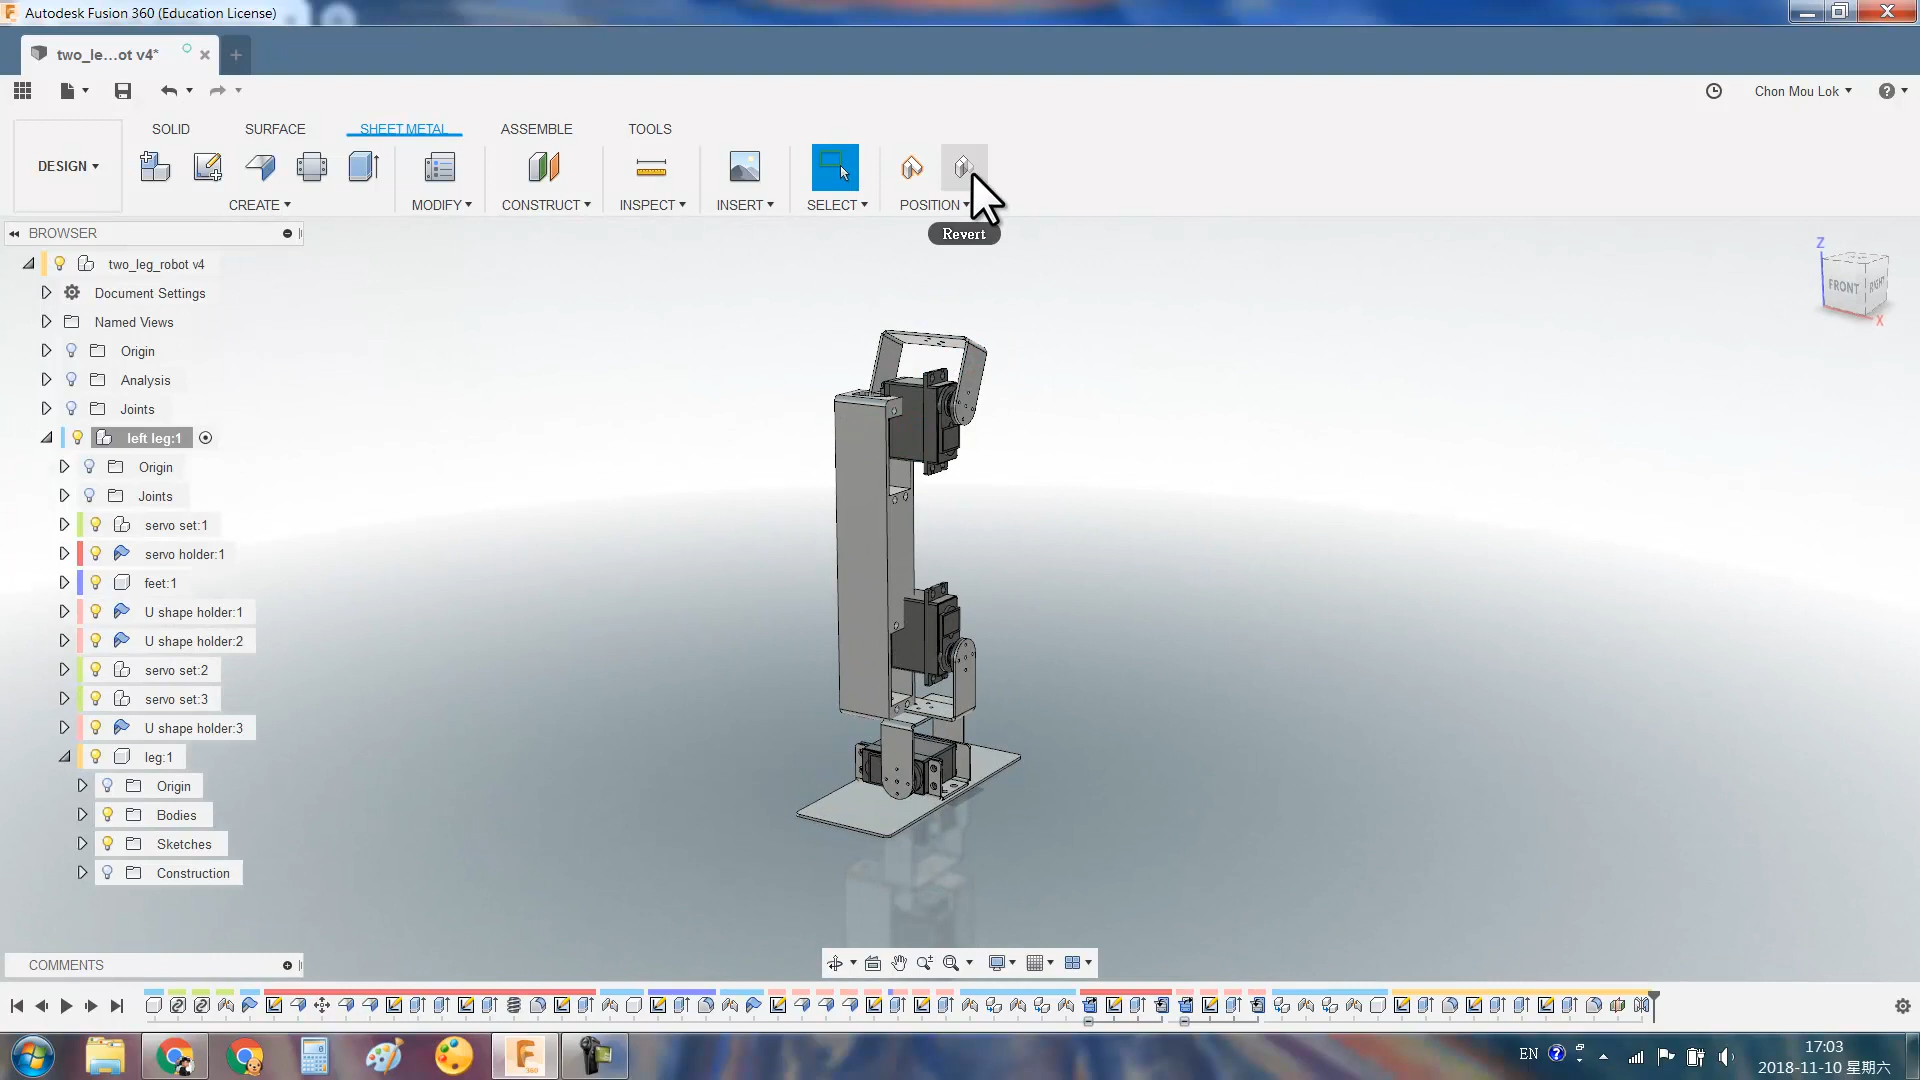 Autodesk Fusion 360 (Education License)
two_le...ot v4*
Chon Mou Lok
SOLID SURFACE SHEET METAL ASSEMBLE TOOLS
DESIGN
CREATE MODIFY CONSTRUCT INSPECT INSERT SELECT POSITION
Revert
BROWSER
two_leg_robot v4
Document Settings
Named Views
Origin
Analysis
Joints
left leg:1
Origin
Joints
servo set:1
servo holder:1
feet:1
U shape holder:1
U shape holder:2
servo set:2
servo set:3
U shape holder:3
leg:1
Origin
Bodies
Sketches
Construction
Z
FRONT RIGHT
X
COMMENTS
EN
17:03
2018-11-10 星期六